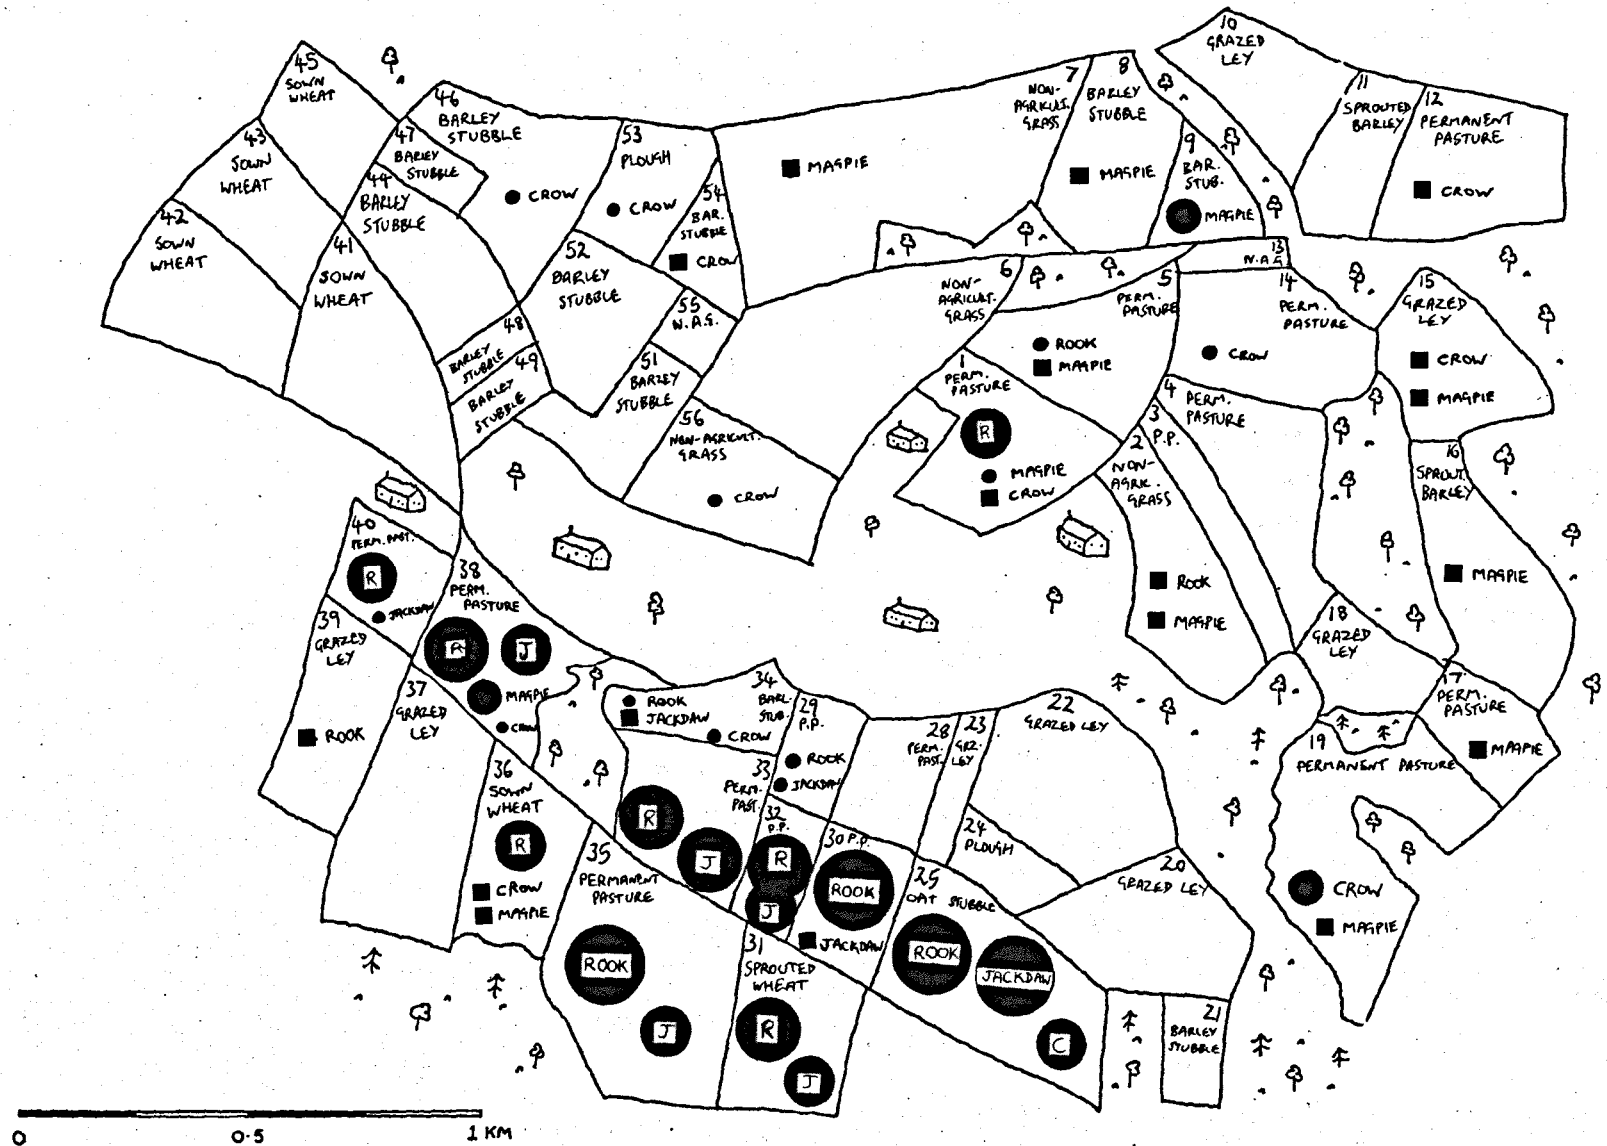 10
GRAZED
LEY
45
SOWN
WHEAT
46
BARLEY
STUBBLE
7
NON-
AGRICULT.
GRASS
8
BARLEY
STUBBLE
11
SPROUTED
BARLEY
12
PERMANENT
PASTURE
CROW
43
SOWN
WHEAT
47
BARLEY
STUBBLE
CROW
53
PLOUGH
CROW
MAGPIE
MAGPIE
9
BAR.
STUB.
MAGPIE
44
BARLEY
STUBBLE
54
BAR.
STUBBLE
CROW
42
SOWN
WHEAT
41
SOWN
WHEAT
52
BARLEY
STUBBLE
6
NON-
AGRICULT.
GRASS
5
PERM.
PASTURE
ROOK
MAGPIE
13
N.A.G.
14
PERM.
PASTURE
CROW
15
GRAZED
LEY
CROW
MAGPIE
55
N.A.G.
48
BARLEY
STUBBLE
49
BARLEY
STUBBLE
51
BARLEY
STUBBLE
1
PERM.
PASTURE
R
MAGPIE
CROW
4
PERM.
PASTURE
3
P.P.
2
NON-
AGRIC.
GRASS
ROOK
MAGPIE
56
NON-AGRICULT.
GRASS
CROW
16
SPROUT.
BARLEY
MAGPIE
40
PERM. PAST.
R
JACKDAW
38
PERM.
PASTURE
R
J
MAGPIE
CROW
39
GRAZED
LEY
ROOK
37
GRAZED
LEY
18
GRAZED
LEY
17
PERM.
PASTURE
MAGPIE
34
BARL.
STUB.
ROOK
JACKDAW
CROW
29
P.P.
ROOK
JACKDAW
28
PERM.
PAST.
23
GRZ.
LEY
22
GRAZED LEY
19
PERMANENT PASTURE
CROW
MAGPIE
36
SOWN
WHEAT
R
CROW
MAGPIE
33
PERM.
PAST.
R
J
32
P.P.
R
J
30 P.P.
ROOK
JACKDAW
24
PLOUGH
20
GRAZED LEY
35
PERMANENT
PASTURE
ROOK
J
25
OAT STUBBLE
ROOK
JACKDAW
C
31
SPROUTED
WHEAT
R
J
21
BARLEY
STUBBLE
0
0.5
1 KM